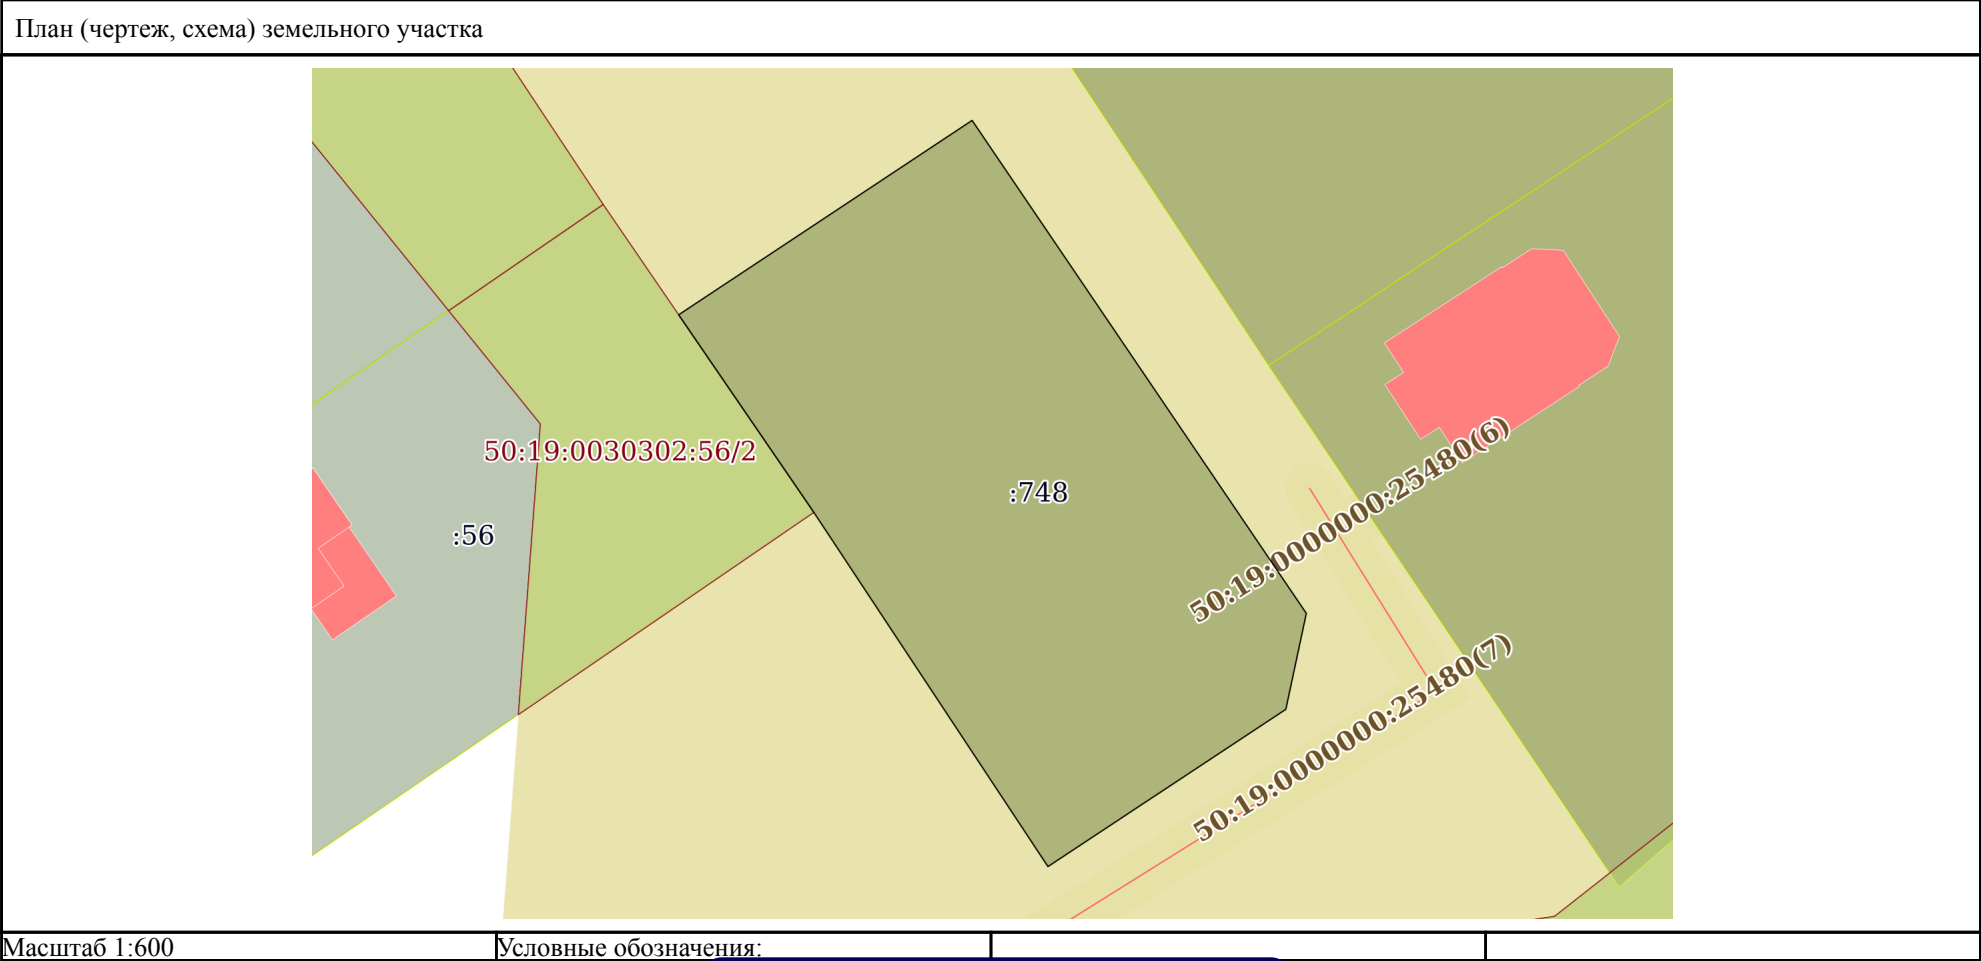 План (чертеж, схема) земельного участка
50:19:0030302:56/2
:748
:56
50:19:0000000:25480(6)
50:19:0000000:25480(7)
Масштаб 1:600
Условные обозначения: